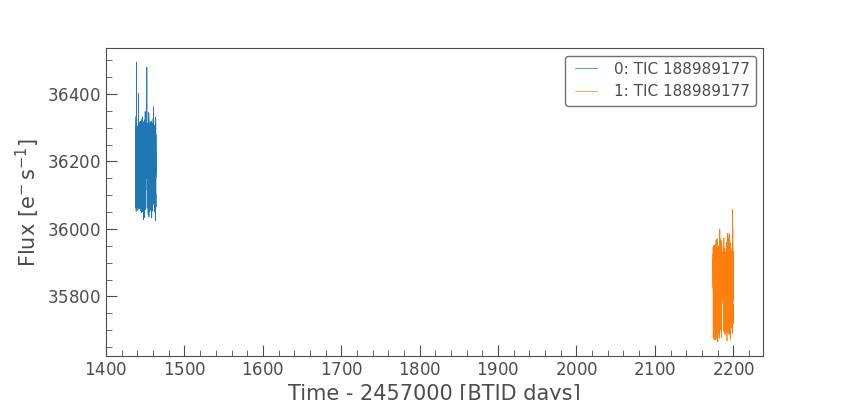 0: TIC 188989177
1: TIC 188989177
36400
36200
36000
35800
Flux [e⁻ s⁻¹]
1400 1500 1600 1700 1800 1900 2000 2100 2200
Time - 2457000 [BTJD days]